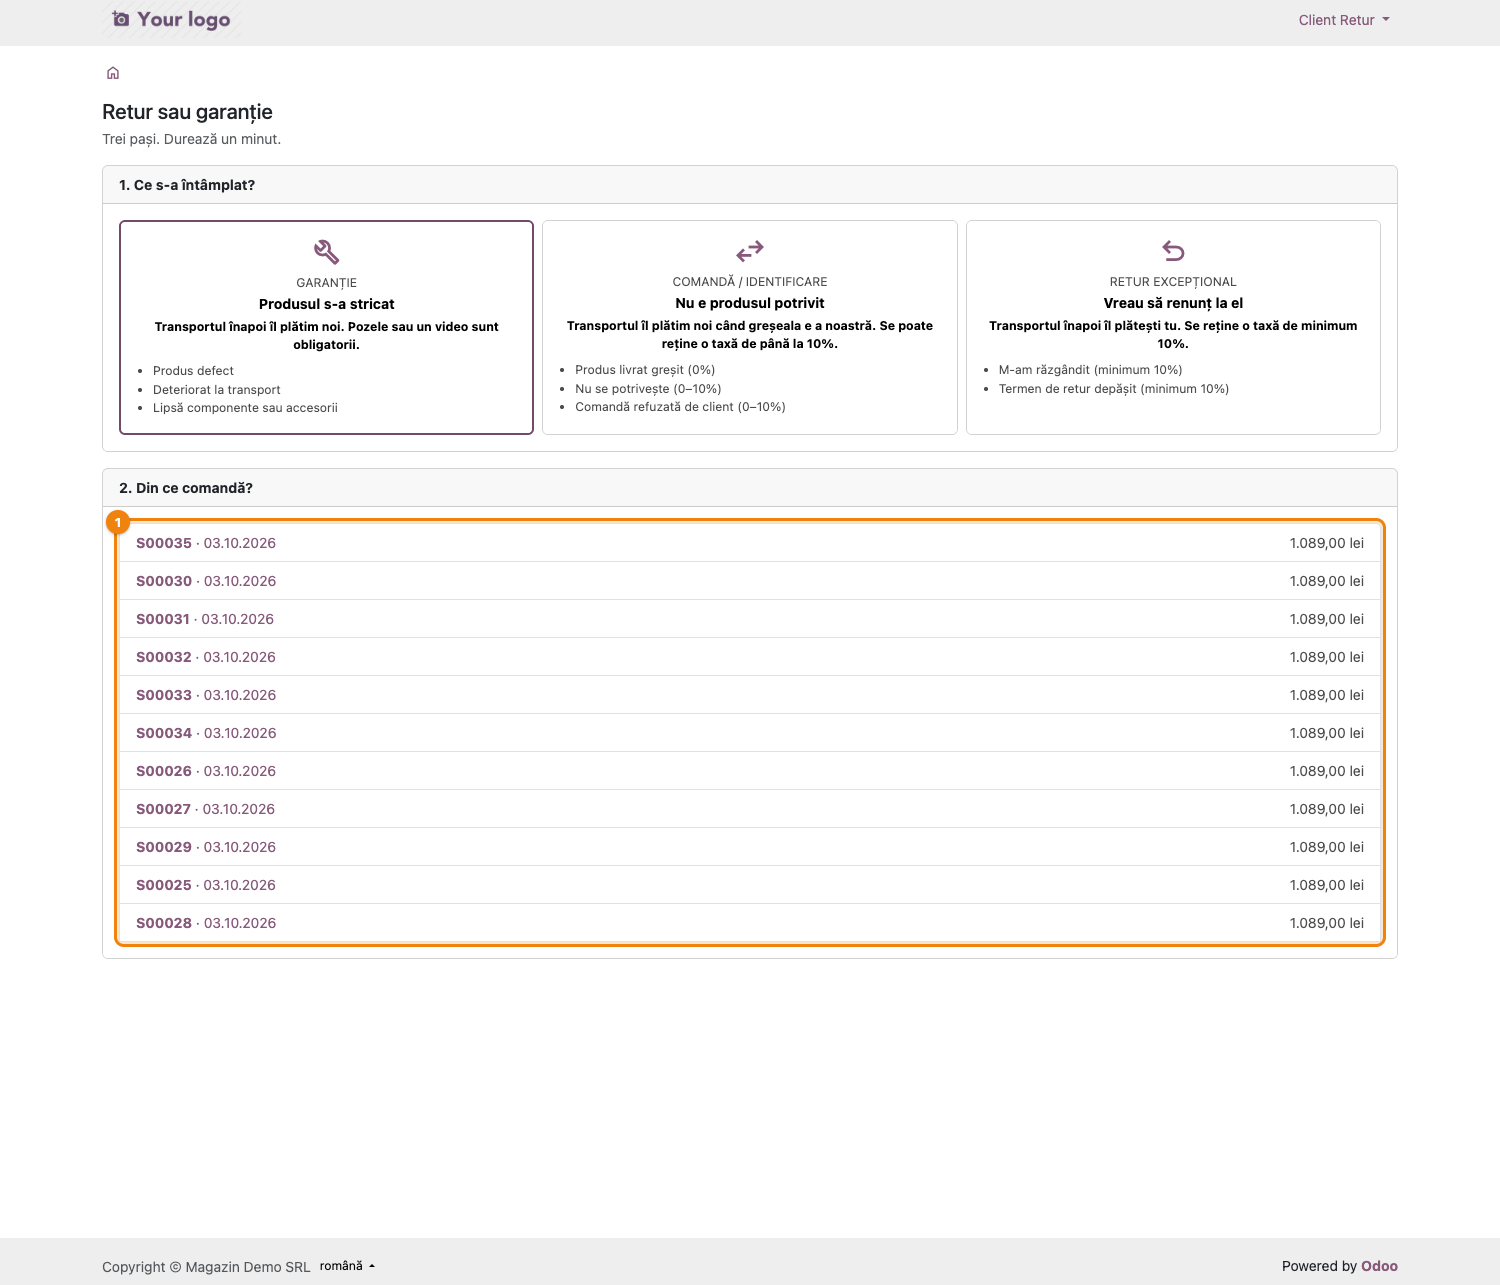 Your logo
Client Retur
Retur sau garanție
Trei pași. Durează un minut.
1. Ce s-a întâmplat?
GARANȚIE
Produsul s-a stricat
Transportul înapoi îl plătim noi. Pozele sau un video sunt
obligatorii.
• Produs defect
• Deteriorat la transport
• Lipsă componente sau accesorii
COMANDĂ / IDENTIFICARE
Nu e produsul potrivit
Transportul îl plătim noi când greșeala e a noastră. Se poate
reține o taxă de până la 10%.
• Produs livrat greșit (0%)
• Nu se potrivește (0–10%)
• Comandă refuzată de client (0–10%)
RETUR EXCEPȚIONAL
Vreau să renunț la el
Transportul înapoi îl plătești tu. Se reține o taxă de minimum
10%.
• M-am răzgândit (minimum 10%)
• Termen de retur depășit (minimum 10%)
2. Din ce comandă?
1
S00035 · 03.10.2026 1.089,00 lei
S00030 · 03.10.2026 1.089,00 lei
S00031 · 03.10.2026 1.089,00 lei
S00032 · 03.10.2026 1.089,00 lei
S00033 · 03.10.2026 1.089,00 lei
S00034 · 03.10.2026 1.089,00 lei
S00026 · 03.10.2026 1.089,00 lei
S00027 · 03.10.2026 1.089,00 lei
S00029 · 03.10.2026 1.089,00 lei
S00025 · 03.10.2026 1.089,00 lei
S00028 · 03.10.2026 1.089,00 lei
Copyright © Magazin Demo SRL română
Powered by Odoo